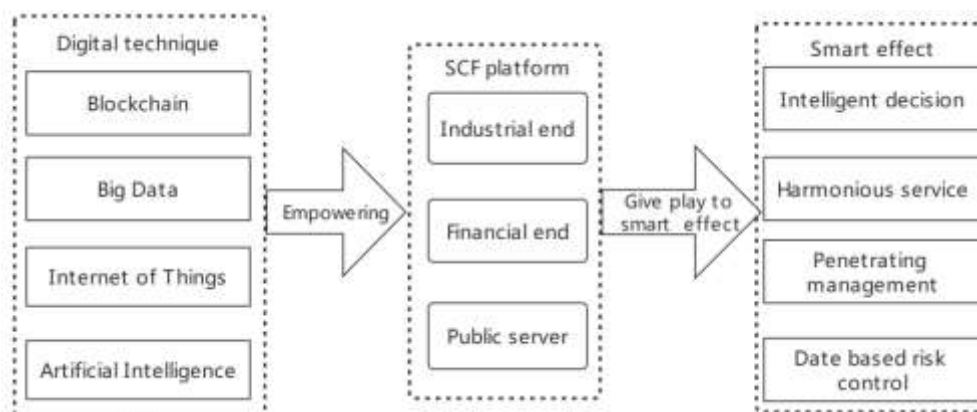 Digital technique
Blockchain
Big Data
Internet of Things
Artificial Intelligence
Empowering
SCF platform
Industrial end
Financial end
Public server
Give play to
smart effect
Smart effect
Intelligent decision
Harmonious service
Penetrating
management
Date based risk
control